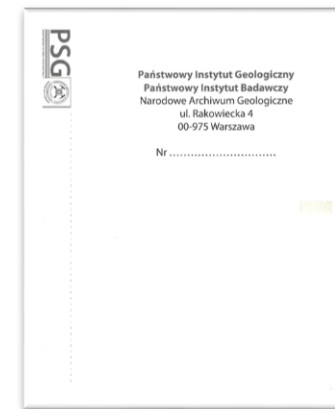 PSG
Państwowy Instytut Geologiczny
Państwowy Instytut Badawczy
Narodowe Archiwum Geologiczne
ul. Rakowiecka 4
00-975 Warszawa
Nr ..............................